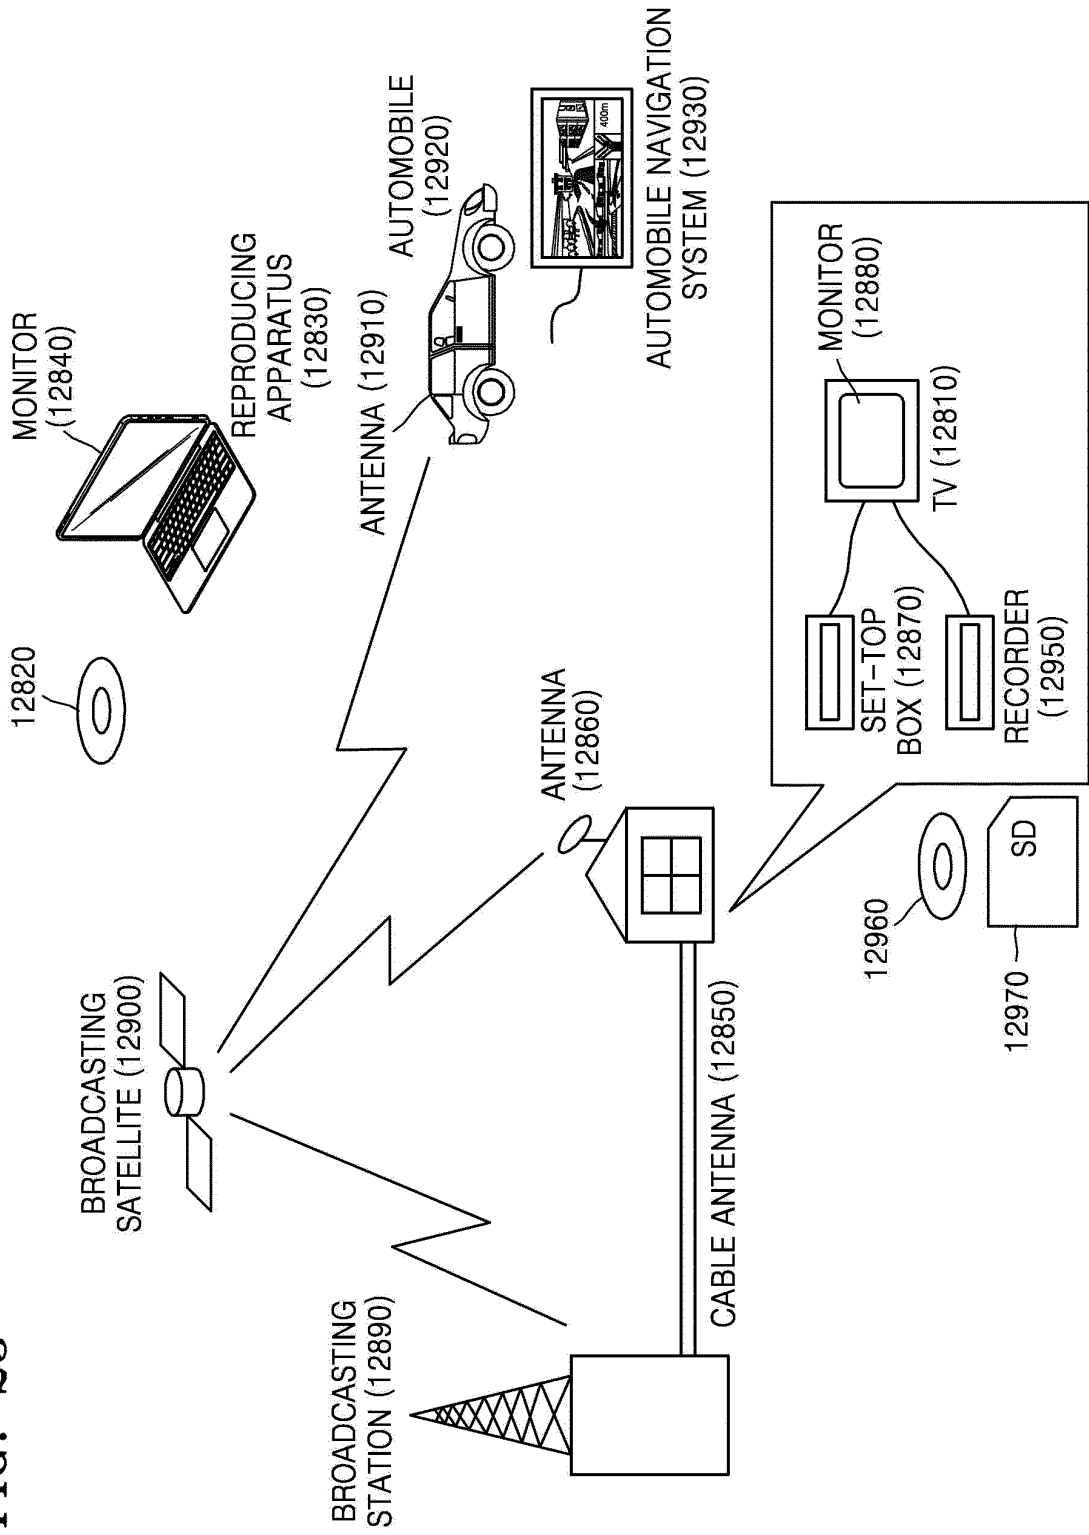 FIG.
12820
MONITOR
(12840)
BROADCASTING
SATELLITE (12900)
REPRODUCING
APPARATUS
(12830)
BROADCASTING
STATION (12890)
ANTENNA (12910)
AUTOMOBILE
(12920)
ANTENNA
(12860)
400m
AUTOMOBILE NAVIGATION
SYSTEM (12930)
CABLE ANTENNA (12850)
MONITOR
(12880)
SET-TOP
BOX (12870)
TV (12810)
12960
RECORDER
(12950)
12970
SD